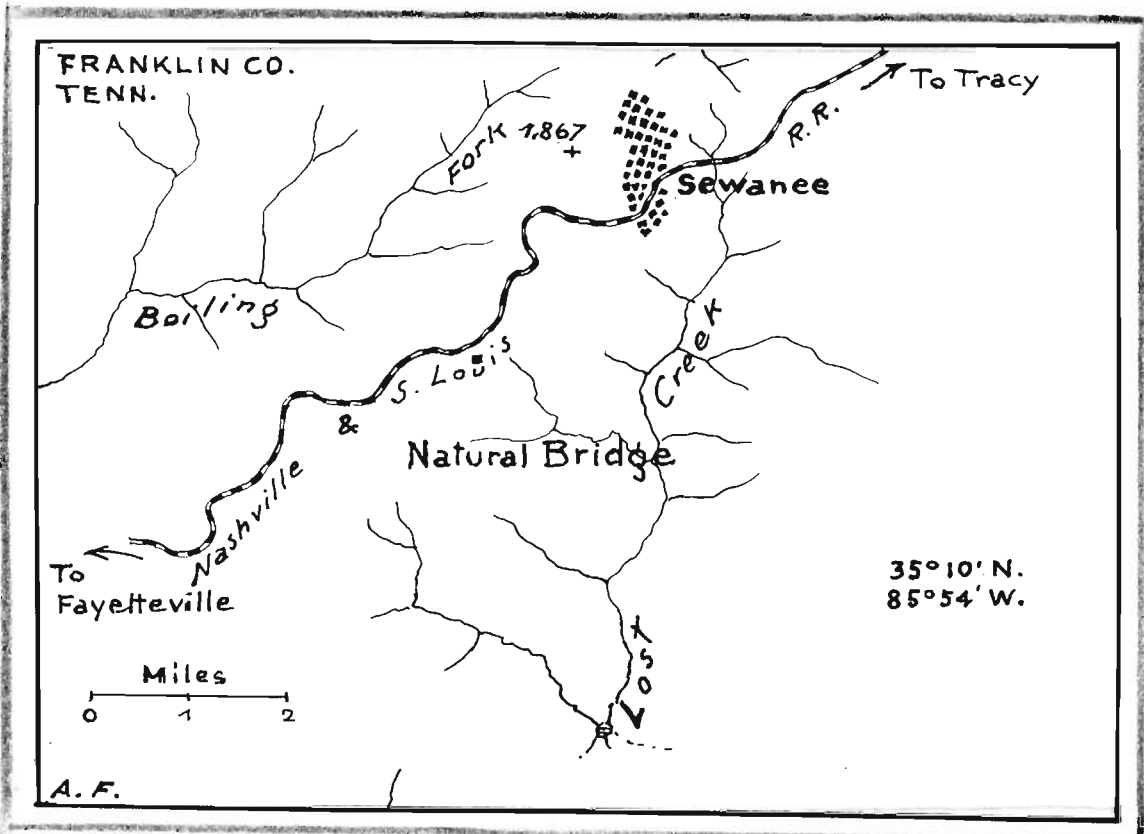 FRANKLIN CO.
TENN.
To Tracy
R. R.
Fork
1,867
Sewanee
Boiling
Creek
S. Louis
&
Natural Bridge
Nashville
To
Fayetteville
35°10' N.
85°54' W.
Lost
Miles
0 1 2
A. F.